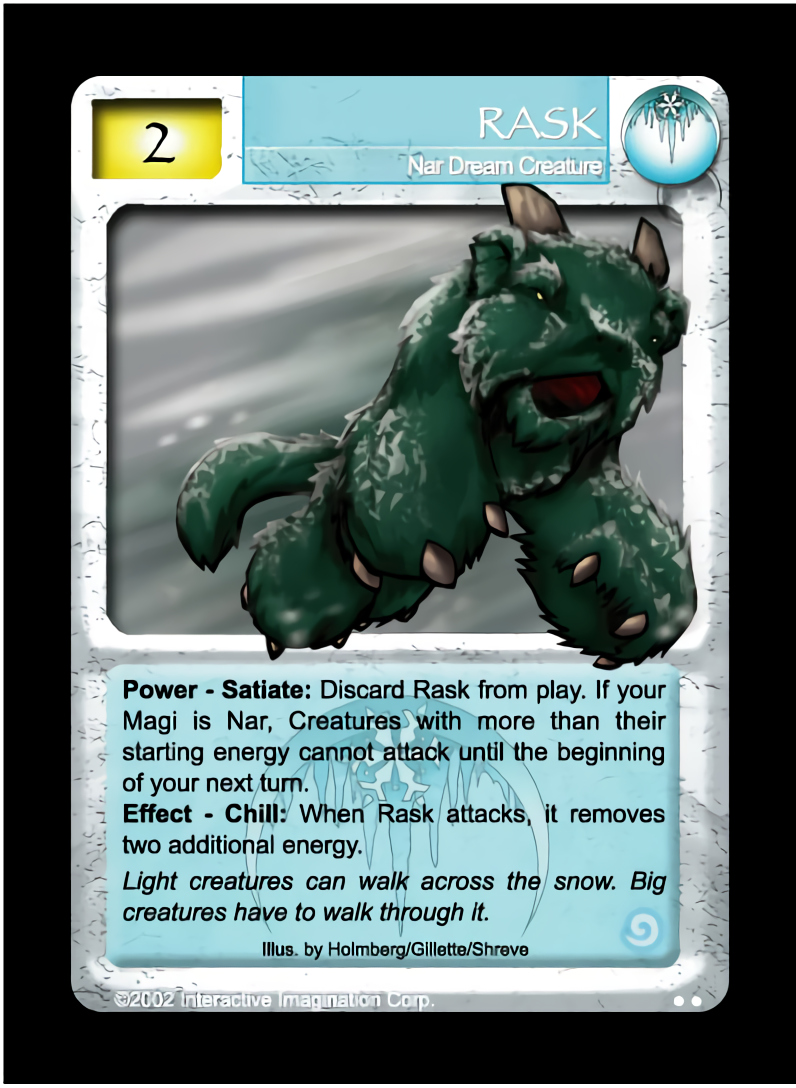 2
RASK
Nar Dream Creature
Power - Satiate: Discard Rask from play. If your
Magi is Nar, Creatures with more than their
starting energy cannot attack until the beginning
of your next turn.
Effect - Chill: When Rask attacks, it removes
two additional energy.
Light creatures can walk across the snow. Big
creatures have to walk through it.
Illus. by Holmberg/Gillette/Shreve
©2002 Interactive Imagination Corp.